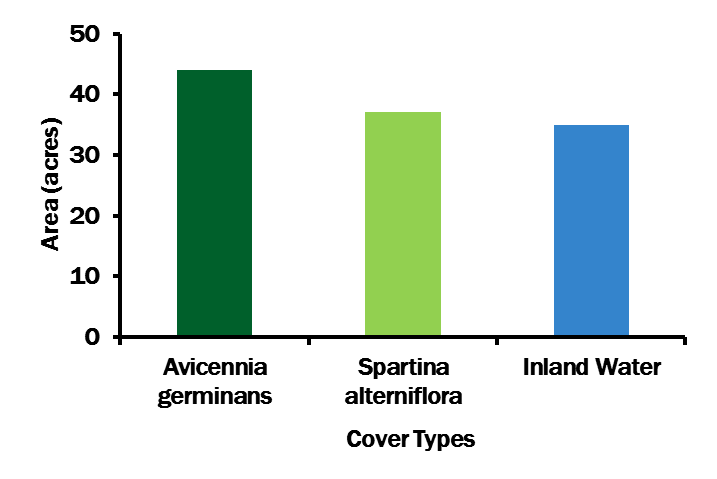 50
40
30
20
10
0
Area (acres)
Avicennia
germinans
Spartina
alterniflora
Inland Water
Cover Types